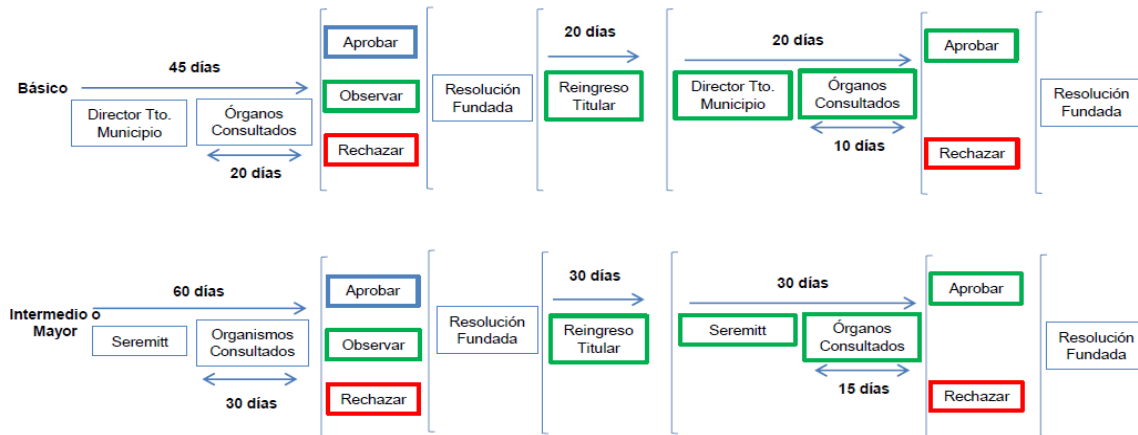 Básico
45 días
Director Tto.
Municipio
Órganos
Consultados
20 días
Aprobar
Observar
Rechazar
Resolución
Fundada
20 días
Reingreso
Titular
20 días
Director Tto.
Municipio
Órganos
Consultados
10 días
Aprobar
Rechazar
Resolución
Fundada
Intermedio o
Mayor
60 días
Seremitt
Organismos
Consultados
30 días
Aprobar
Observar
Rechazar
Resolución
Fundada
30 días
Reingreso
Titular
30 días
Seremitt
Órganos
Consultados
15 días
Aprobar
Rechazar
Resolución
Fundada